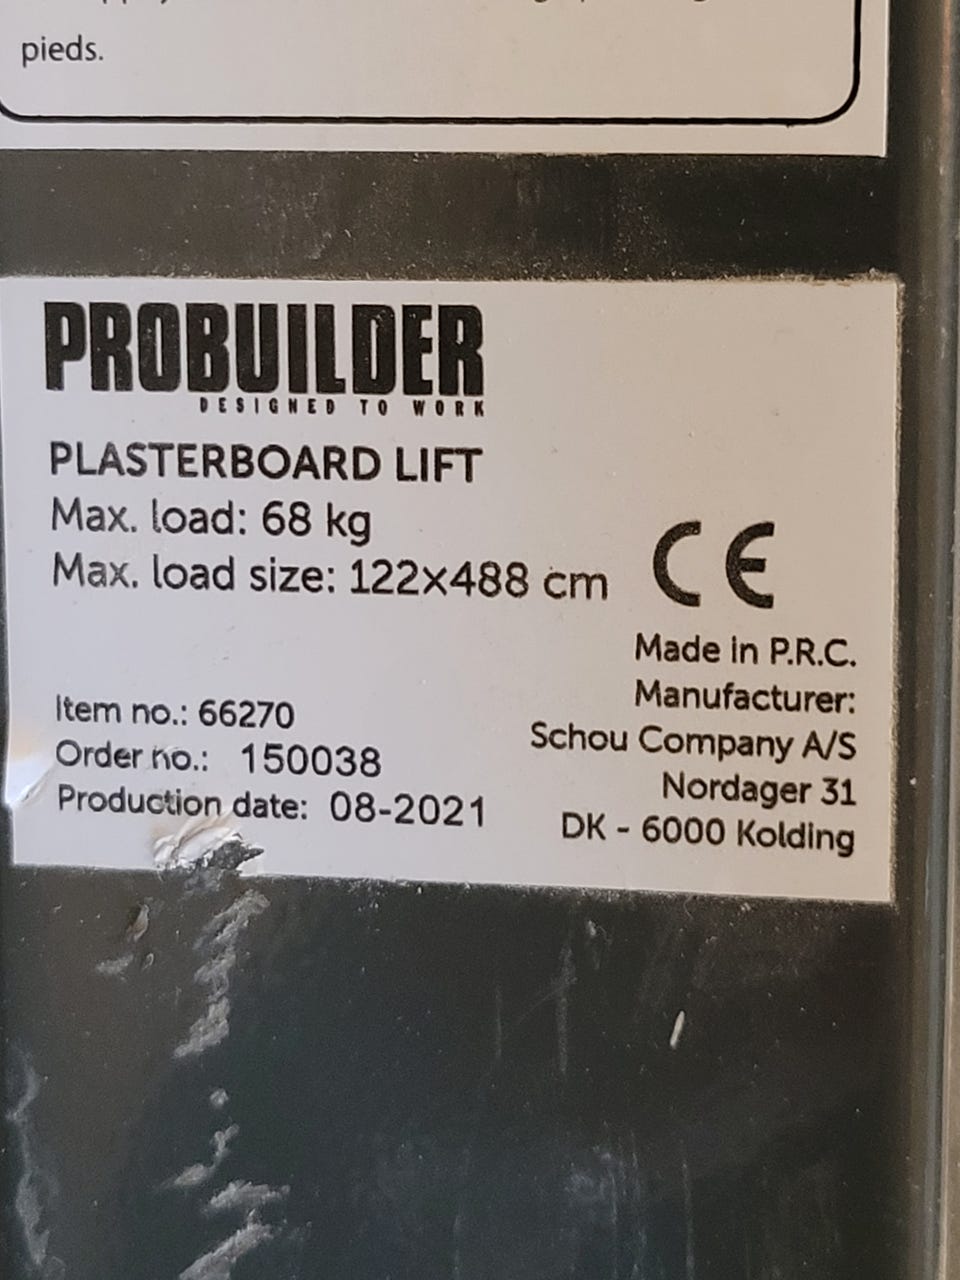 pieds.
PROBUILDER
DESIGNED TO WORK
PLASTERBOARD LIFT
Max. load: 68 kg
Max. load size: 122x488 cm
CE
Made in P.R.C.
Manufacturer:
Schou Company A/S
Nordager 31
DK - 6000 Kolding
Item no.: 66270
Order no.: 150038
Production date: 08-2021